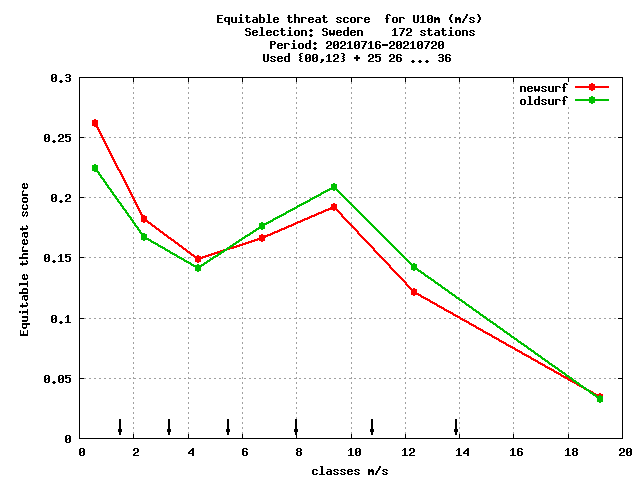 Equitable threat score  for U10m (m/s)
Selection: Sweden    172 stations
Period: 20210716-20210720
Used {00,12} + 25 26 ... 36
newsurf
oldsurf
0.3
0.25
0.2
0.15
0.1
0.05
0
Equitable threat score
0 2 4 6 8 10 12 14 16 18 20
classes m/s